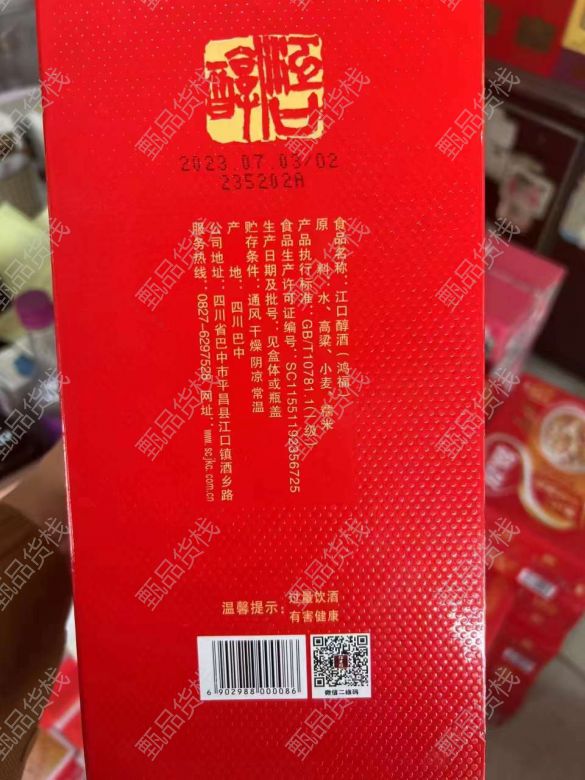 江口醇
2023.07.03/02
235202A
食品名称：江口醇酒(鸿福)
原　料：水、高粱、小麦、糯米
产品执行标准：GB/T10781.1(一级)
食品生产许可证编号：SC11551192356725
生产日期及批号：见盒体或瓶盖
贮存条件：通风 干燥 阴凉 常温
产　地：四川 巴中
公司地址：四川省巴中市平昌县江口镇酒乡路
服务热线：0827-6297528 网址：www.scjkc.com.cn
温馨提示：过量饮酒
有害健康
6 902988 000086
微信二维码
甄品货栈